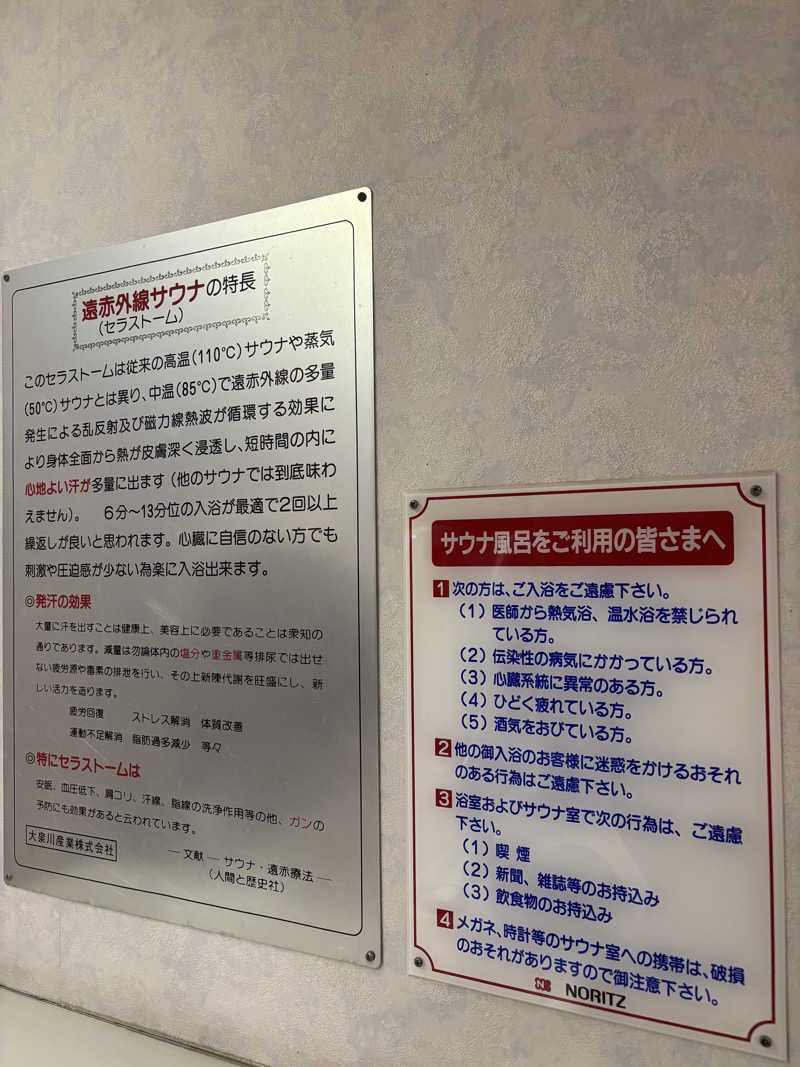 遠赤外線サウナの特長
(セラストーム)
このセラストームは従来の高温(110℃)サウナや蒸気
(50℃)サウナとは異り、中温(85℃)で遠赤外線の多量
発生による乱反射及び磁力線熱波が循環する効果に
より身体全面から熱が皮膚深く浸透し、短時間の内に
心地よい汗が多量に出ます(他のサウナでは到底味わ
えません)。 6分〜13分位の入浴が最適で2回以上
繰返しが良いと思われます。心臓に自信のない方でも
刺激や圧迫感が少ない為楽に入浴出来ます。
◎発汗の効果
大量に汗を出すことは健康上、美容上に必要であることは衆知の
通りであります。減量は勿論体内の塩分や重金属等排尿では出せ
ない疲労源や毒素の排泄を行い、その上新陳代謝を旺盛にし、新
しい活力を造ります。
疲労回復 ストレス解消 体質改善
運動不足解消 脂肪過多減少 等々
◎特にセラストームは
安眠、血圧低下、肩コリ、汗線、脂線の洗浄作用等の他、ガンの
予防にも効果があると云われています。
大泉川産業株式会社
― 文献 ― サウナ・遠赤療法 ―
(人間と歴史社)
サウナ風呂をご利用の皆さまへ
1 次の方は、ご入浴をご遠慮下さい。
(1) 医師から熱気浴、温水浴を禁じられ
ている方。
(2) 伝染性の病気にかかっている方。
(3) 心臓系統に異常のある方。
(4) ひどく疲れている方。
(5) 酒気をおびている方。
2 他の御入浴のお客様に迷惑をかけるおそれ
のある行為はご遠慮下さい。
3 浴室およびサウナ室で次の行為は、ご遠慮
下さい。
(1) 喫 煙
(2) 新聞、雑誌等のお持込み
(3) 飲食物のお持込み
4 メガネ、時計等のサウナ室への携帯は、破損
のおそれがありますので御注意下さい。
NORITZ